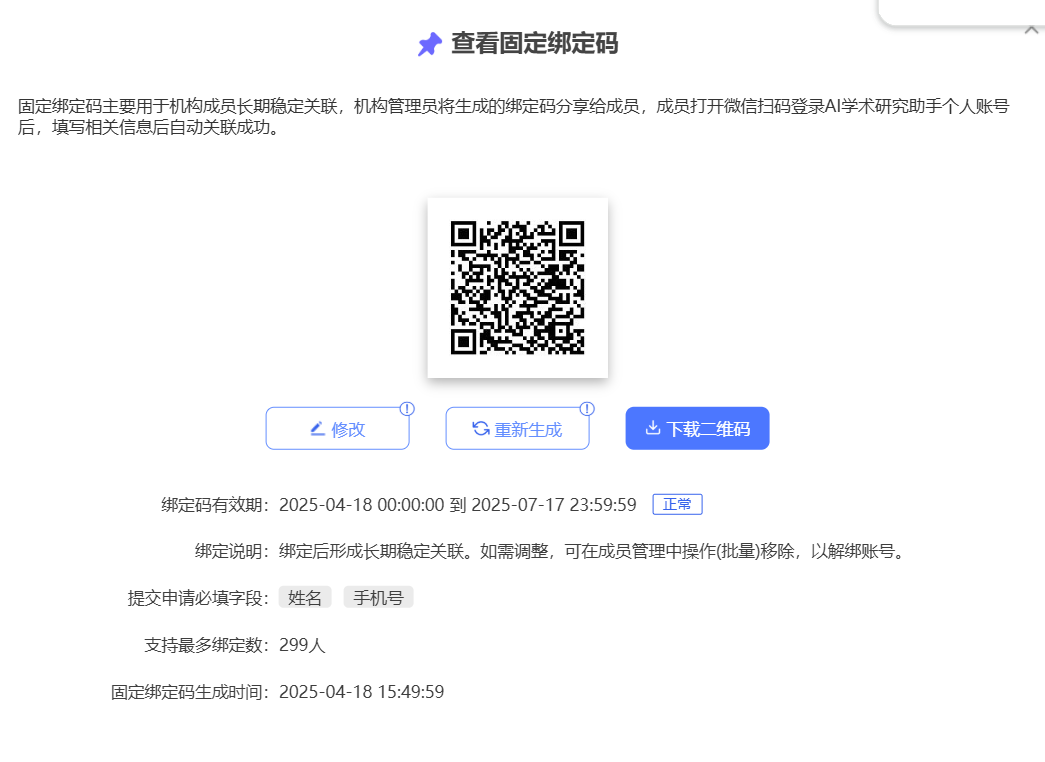 查看固定绑定码
固定绑定码主要用于机构成员长期稳定关联，机构管理员将生成的绑定码分享给成员，成员打开微信扫码登录AI学术研究助手个人账号
后，填写相关信息后自动关联成功。
修改
重新生成
下载二维码
绑定码有效期：2025-04-18 00:00:00 到 2025-07-17 23:59:59 正常
绑定说明：绑定后形成长期稳定关联。如需调整，可在成员管理中操作(批量)移除，以解绑账号。
提交申请必填字段：姓名 手机号
支持最多绑定数：299人
固定绑定码生成时间：2025-04-18 15:49:59